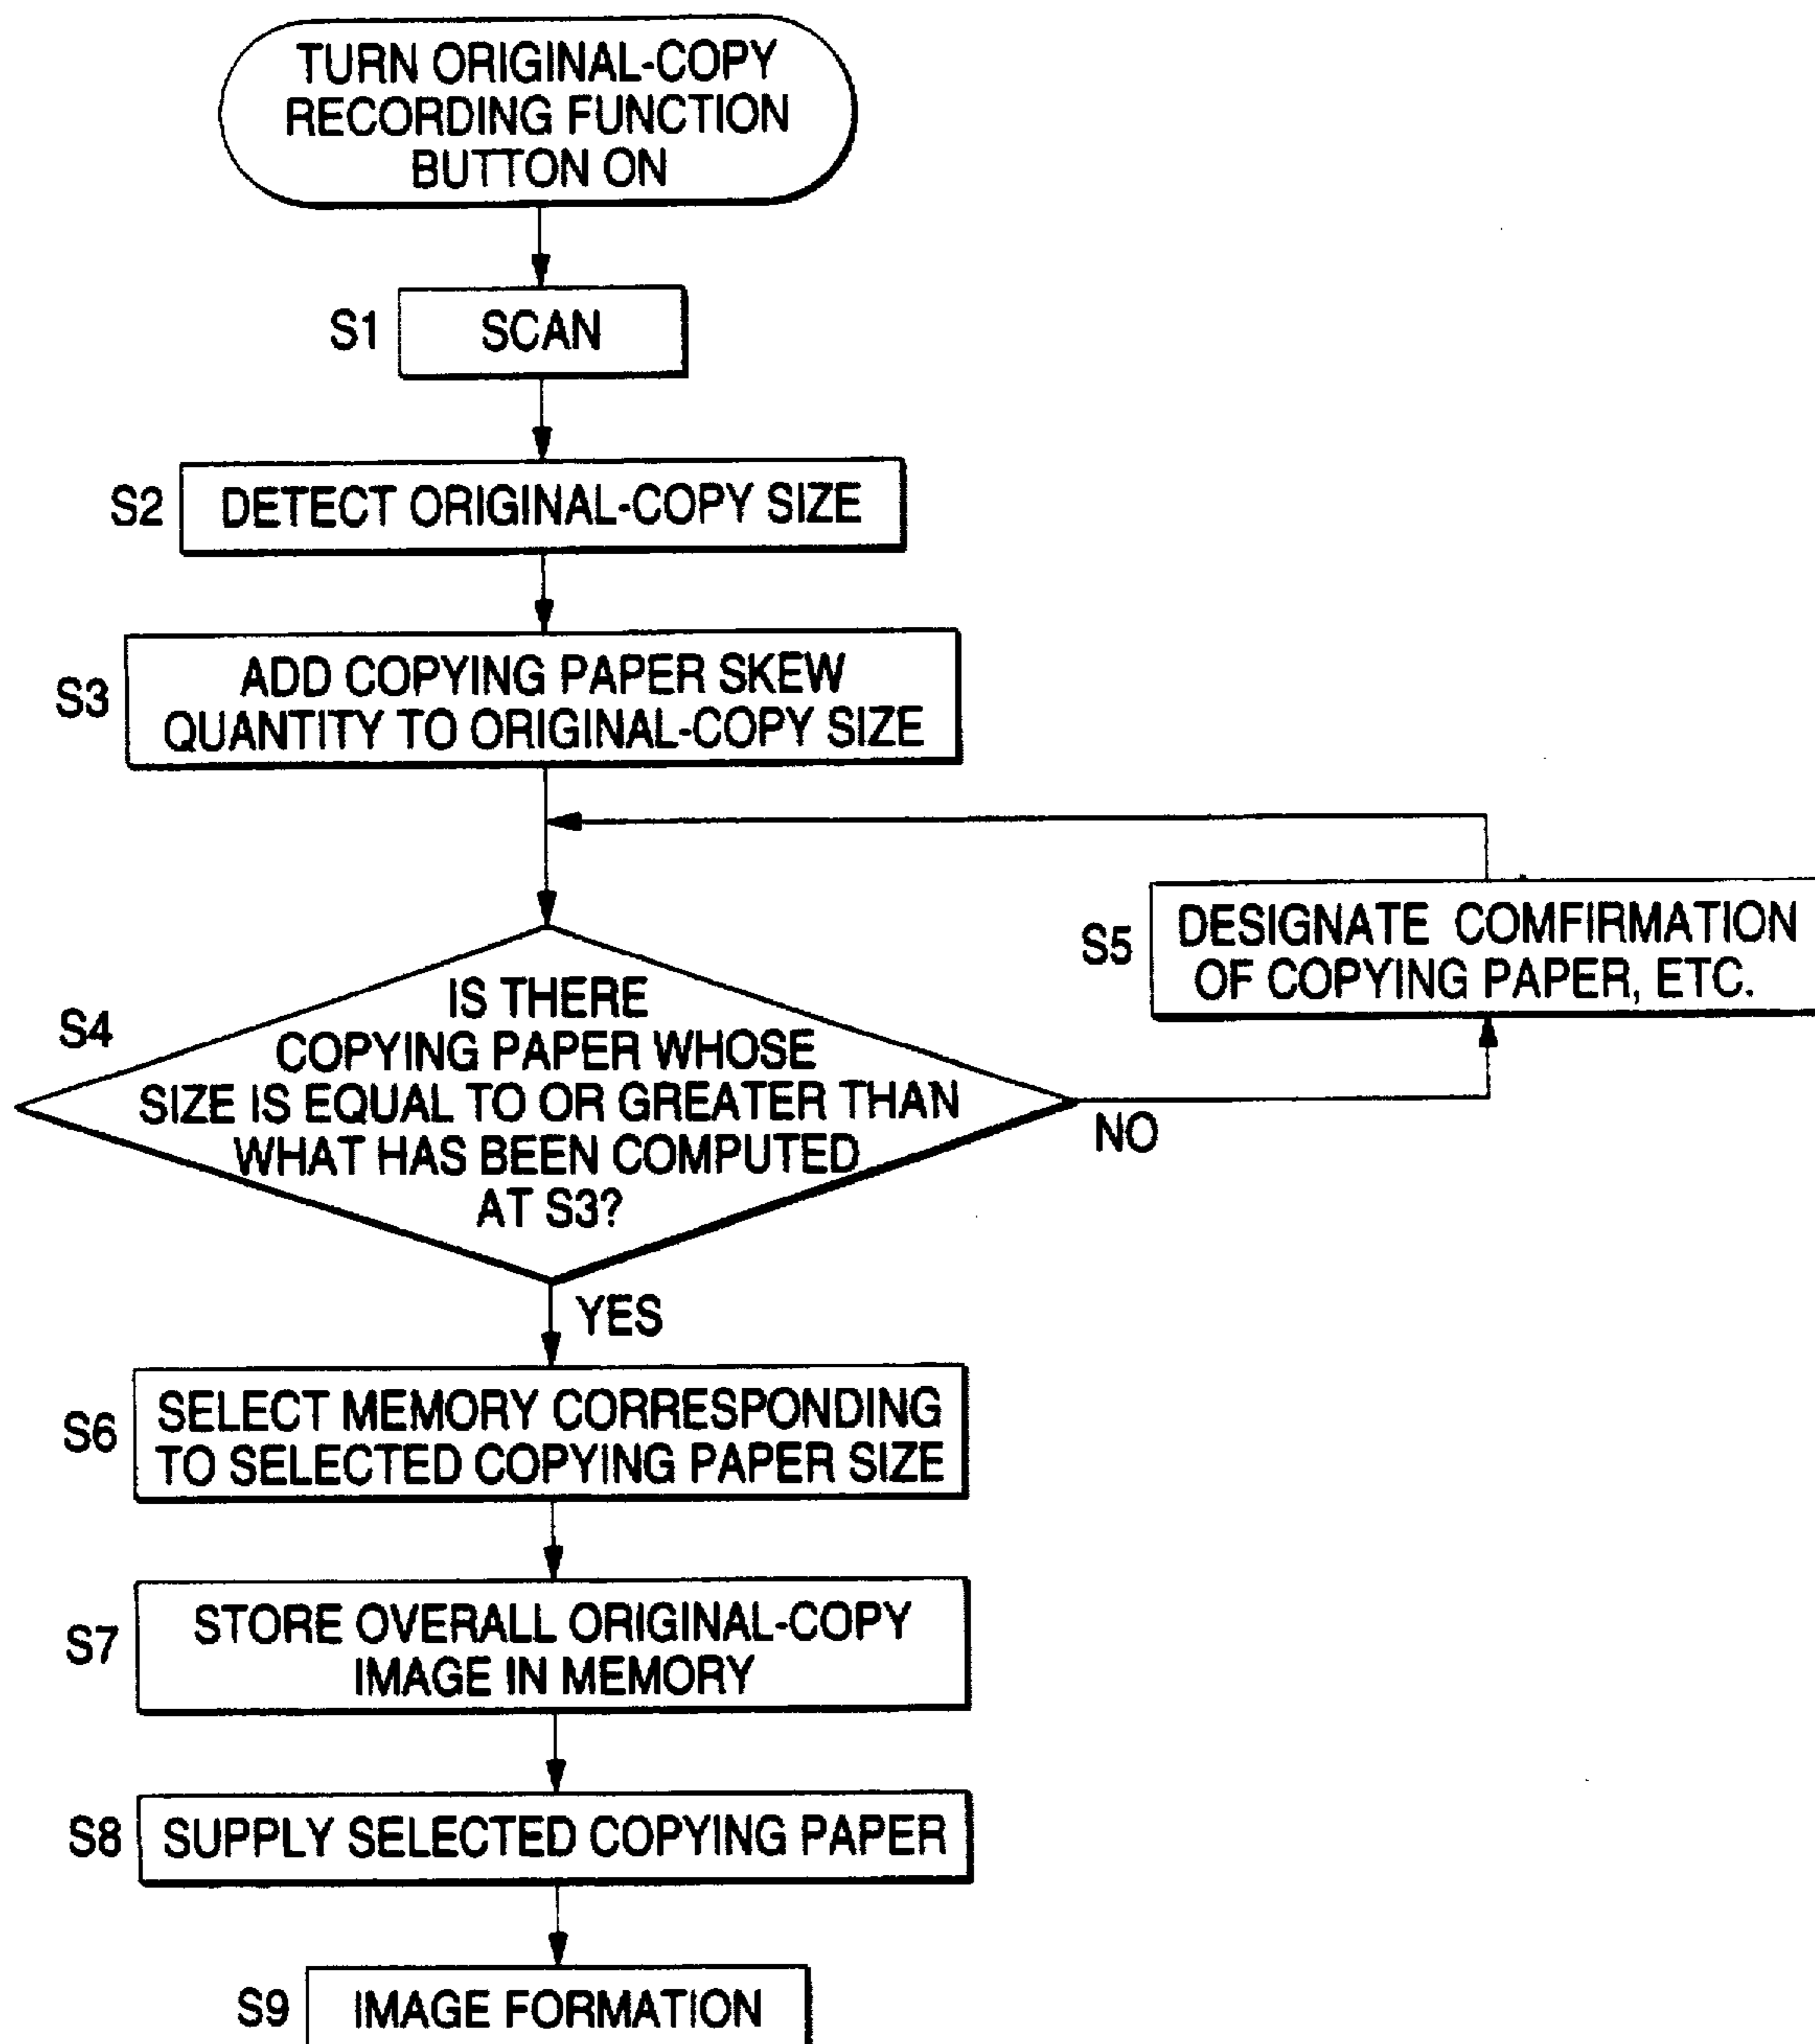 TURN ORIGINAL-COPY
RECORDING FUNCTION
BUTTON ON
S1
SCAN
S2
DETECT ORIGINAL-COPY SIZE
S3
ADD COPYING PAPER SKEW
QUANTITY TO ORIGINAL-COPY SIZE
S4
IS THERE
COPYING PAPER WHOSE
SIZE IS EQUAL TO OR GREATER THAN
WHAT HAS BEEN COMPUTED
AT S3?
NO
S5
DESIGNATE COMFIRMATION
OF COPYING PAPER, ETC.
YES
S6
SELECT MEMORY CORRESPONDING
TO SELECTED COPYING PAPER SIZE
S7
STORE OVERALL ORIGINAL-COPY
IMAGE IN MEMORY
S8
SUPPLY SELECTED COPYING PAPER
S9
IMAGE FORMATION